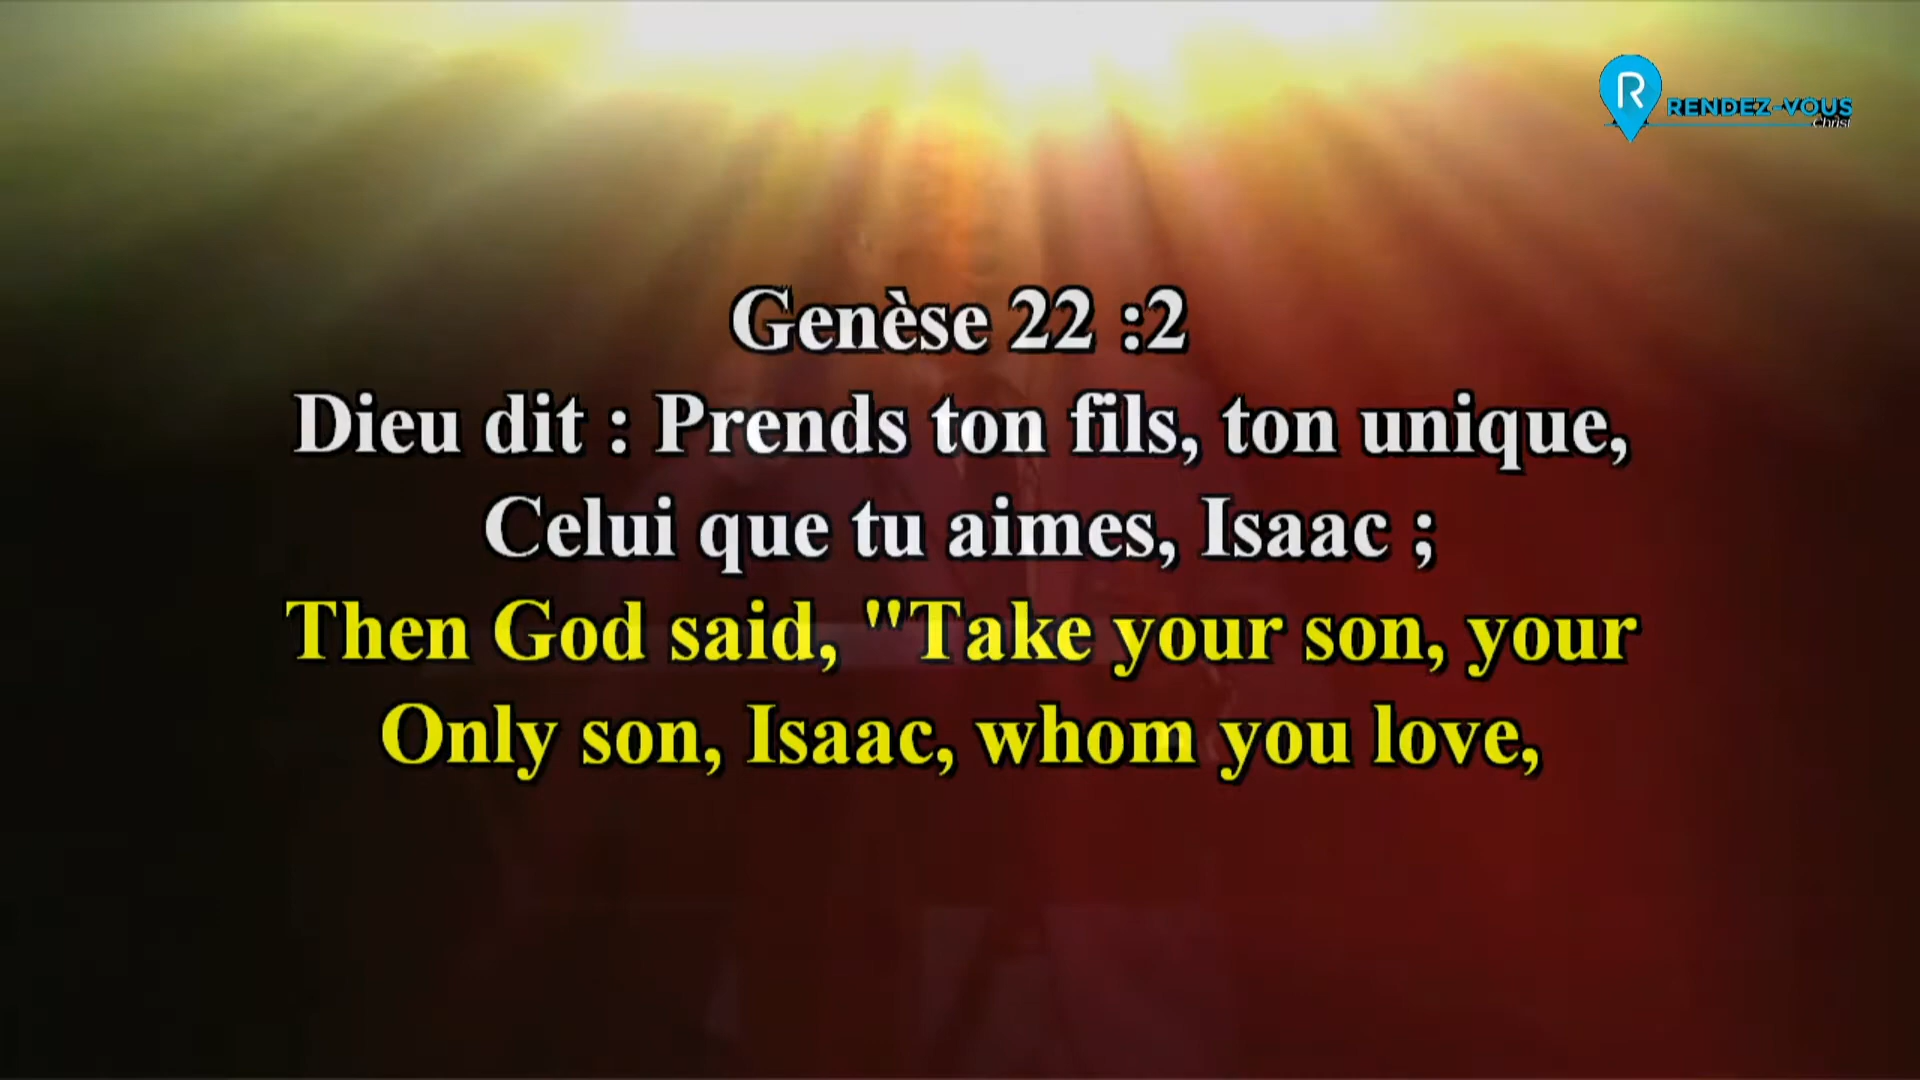 R
RENDEZ-VOUS
Christ
Genèse 22 :2
Dieu dit : Prends ton fils, ton unique,
Celui que tu aimes, Isaac ;
Then God said, "Take your son, your
Only son, Isaac, whom you love,